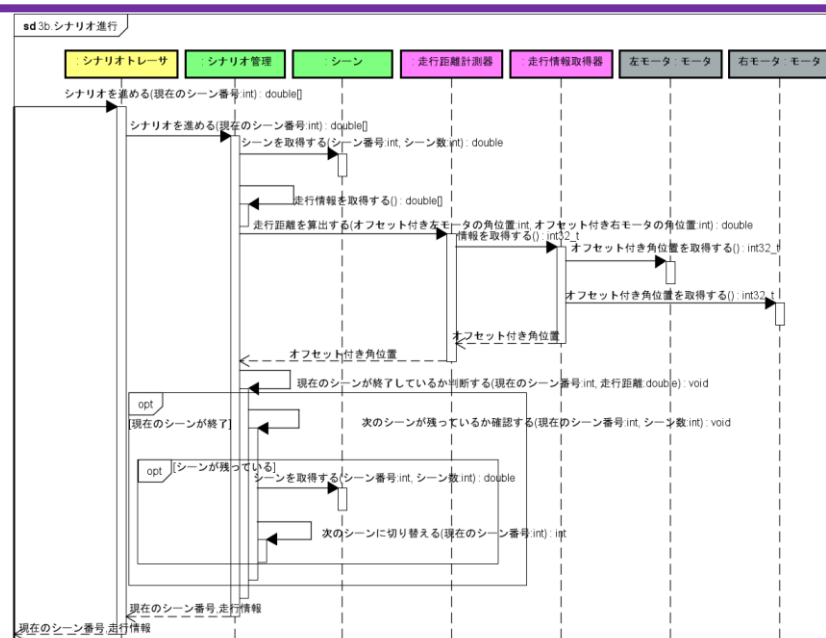 sd 3b.シナリオ進行
: シナリオトレーサ
: シナリオ管理
: シーン
: 走行距離計測器
: 走行情報取得器
左モータ : モータ
右モータ : モータ
シナリオを進める(現在のシーン番号:int) : double[]
シナリオを進める(現在のシーン番号:int) : double[]
シーンを取得する(シーン番号:int, シーン数:int) : double
走行情報を取得する() : double[]
走行距離を算出する(オフセット付き左モータの角位置:int, オフセット付き右モータの角位置:int) : double
情報を取得する() : int32_t
オフセット付き角位置を取得する() : int32_t
オフセット付き角位置を取得する() : int32_t
オフセット付き角位置
オフセット付き角位置
現在のシーンが終了しているか判断する(現在のシーン番号:int, 走行距離:double) : void
opt
[現在のシーンが終了]
次のシーンが残っているか確認する(現在のシーン番号:int, シーン数:int) : void
opt
[シーンが残っている]
シーンを取得する(シーン番号:int, シーン数:int) : double
次のシーンに切り替える(現在のシーン番号:int) : int
現在のシーン番号,走行情報
現在のシーン番号,走行情報